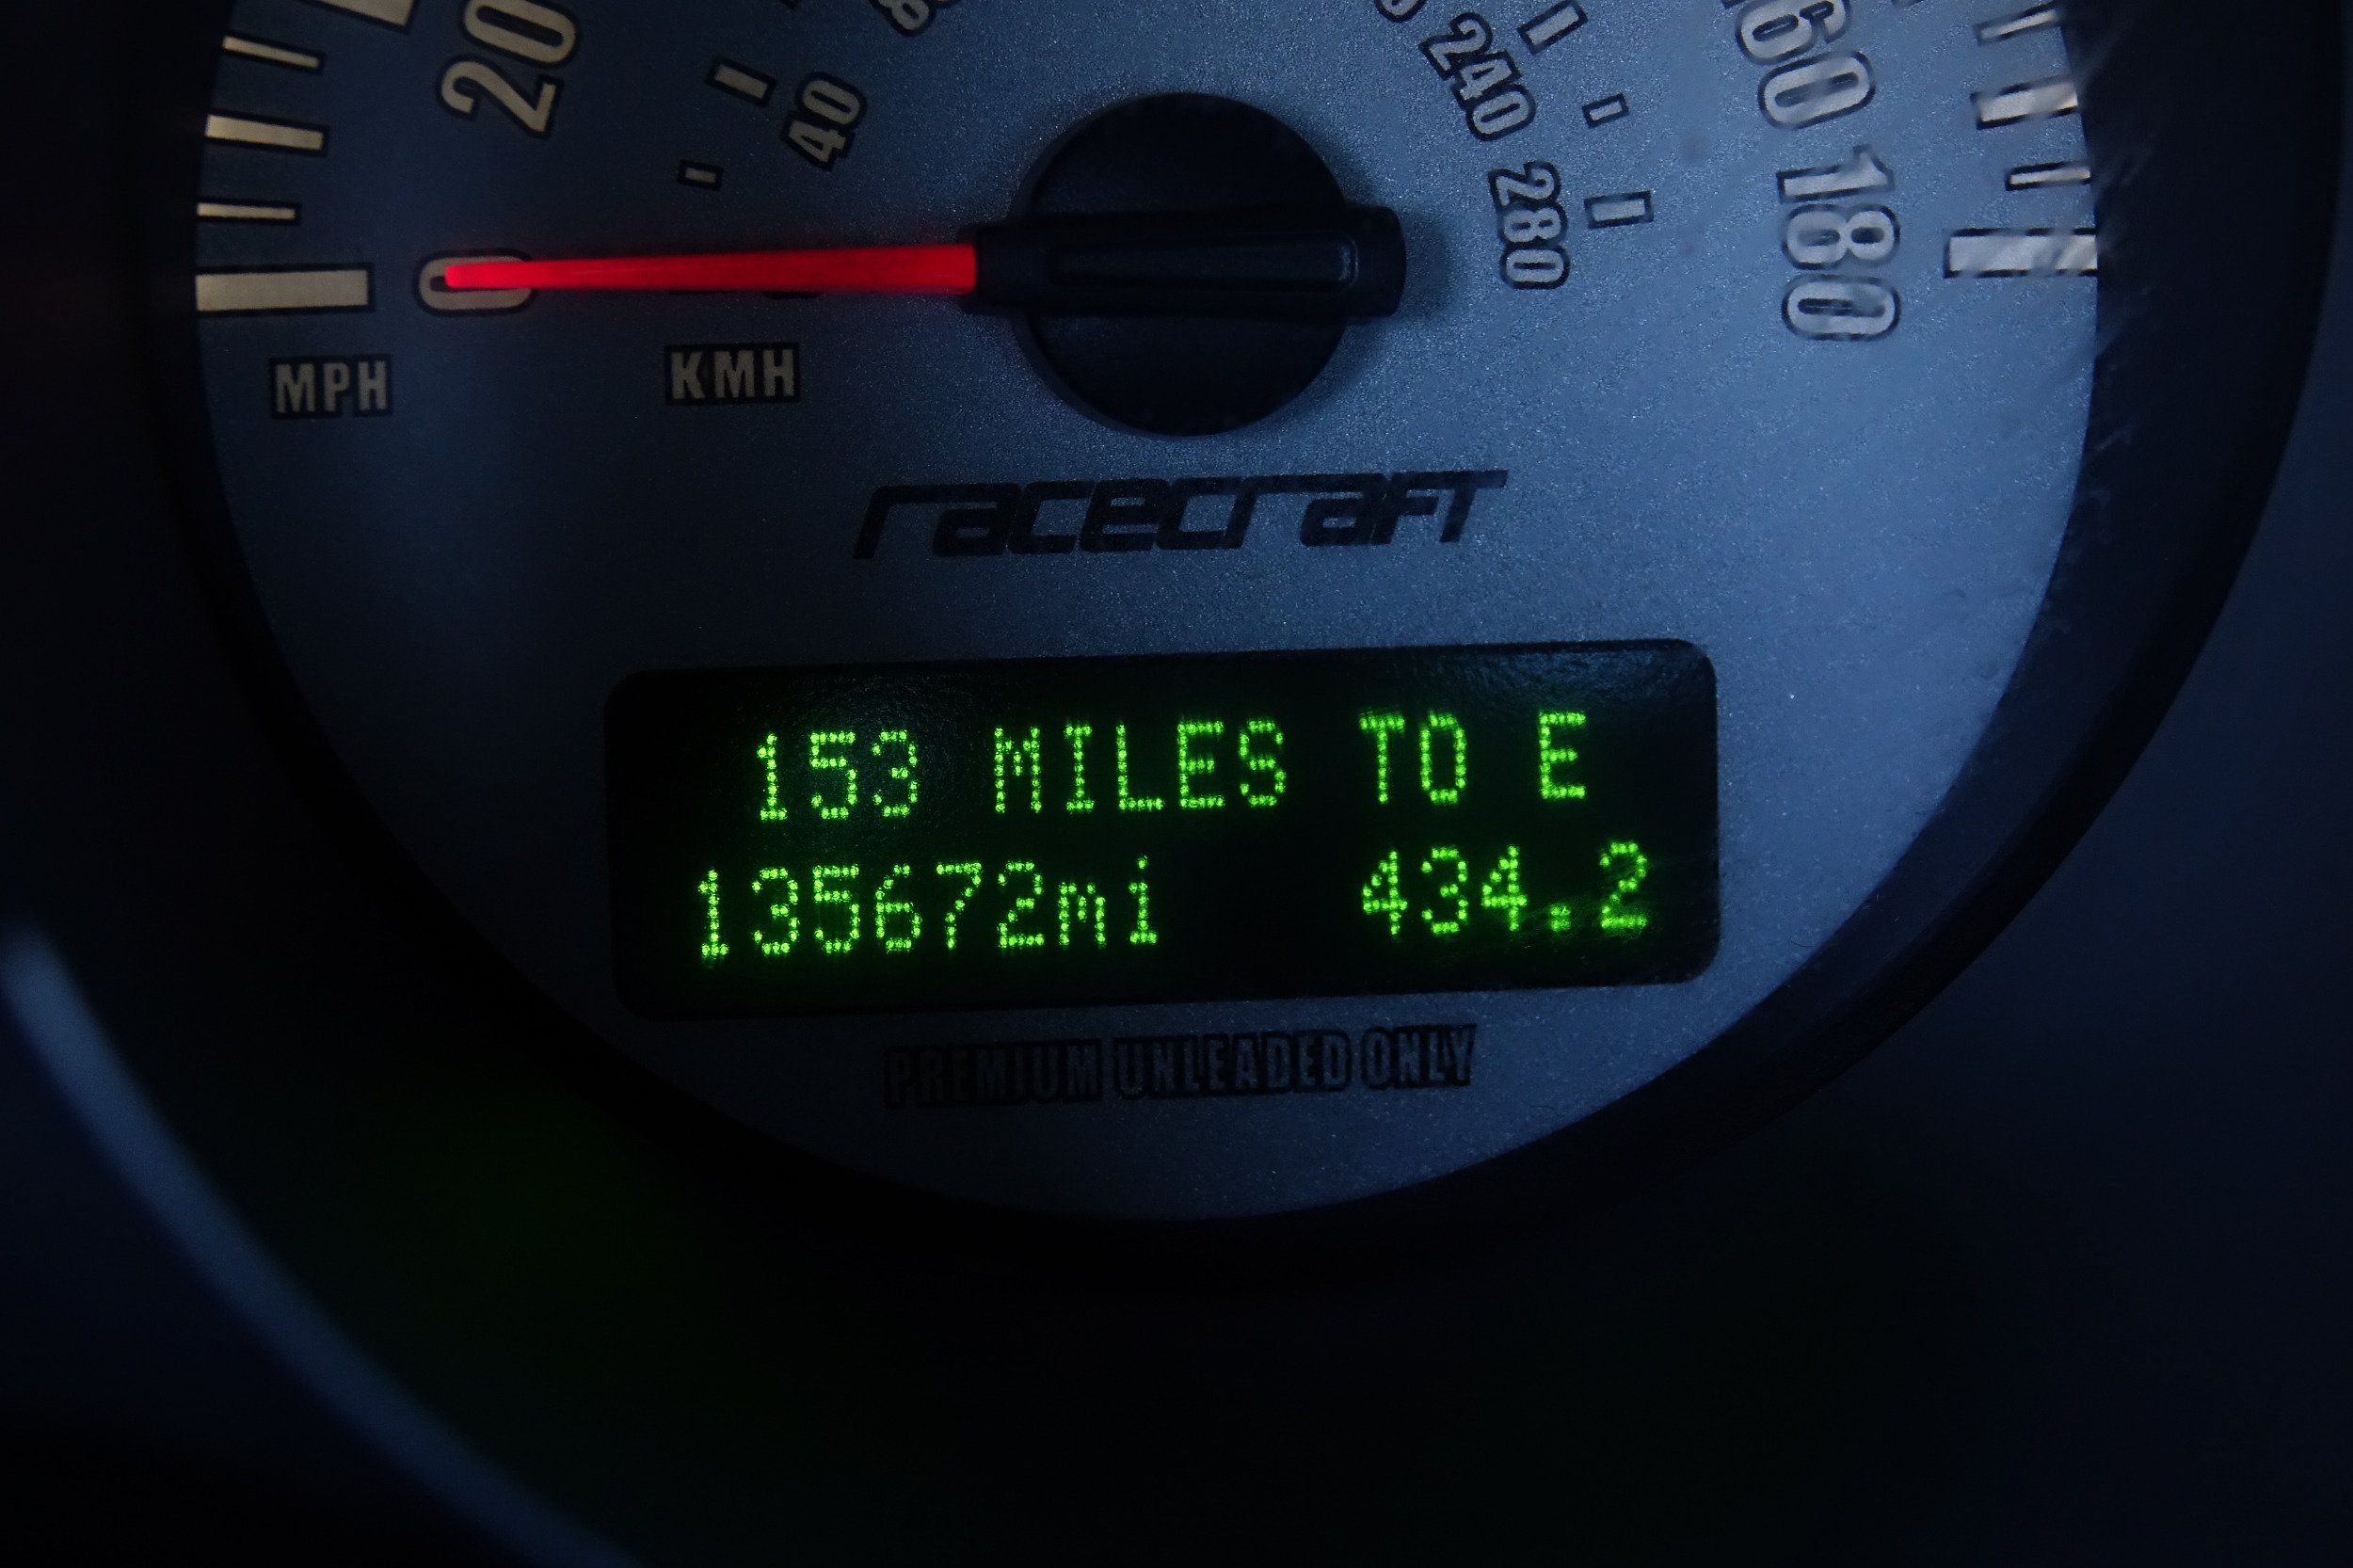 20
40
240
160
280
180
0
MPH
KMH
racecraft
153 MILES TO E
135672mi 434.2
PREMIUM UNLEADED ONLY